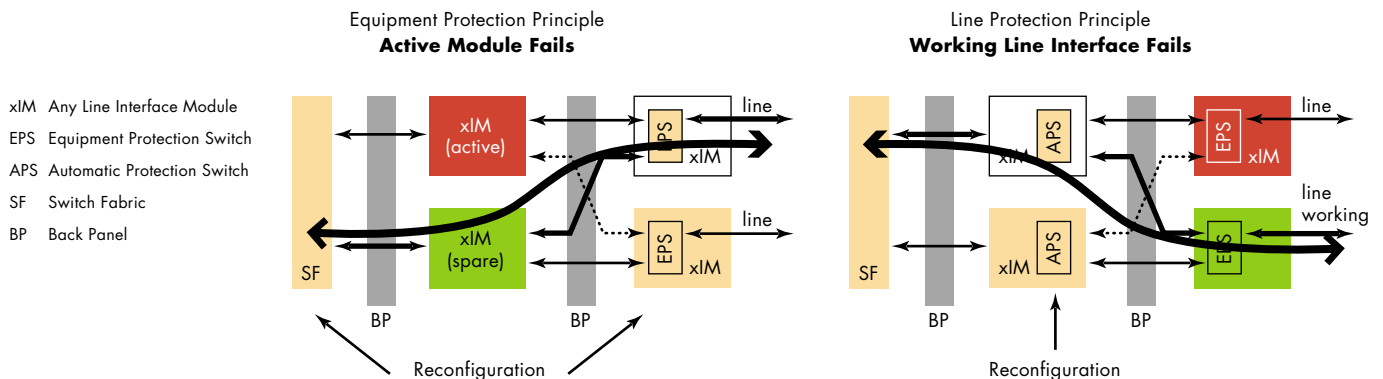 Equipment Protection Principle
Active Module Fails
Line Protection Principle
Working Line Interface Fails
xIM Any Line Interface Module
EPS Equipment Protection Switch
APS Automatic Protection Switch
SF Switch Fabric
BP Back Panel
SF
BP
xIM
(active)
xIM
(spare)
BP
EPS
xIM
line
EPS
xIM
line
Reconfiguration
SF
BP
xIM
APS
xIM
APS
BP
EPS
xIM
line
EPS
line
working
Reconfiguration